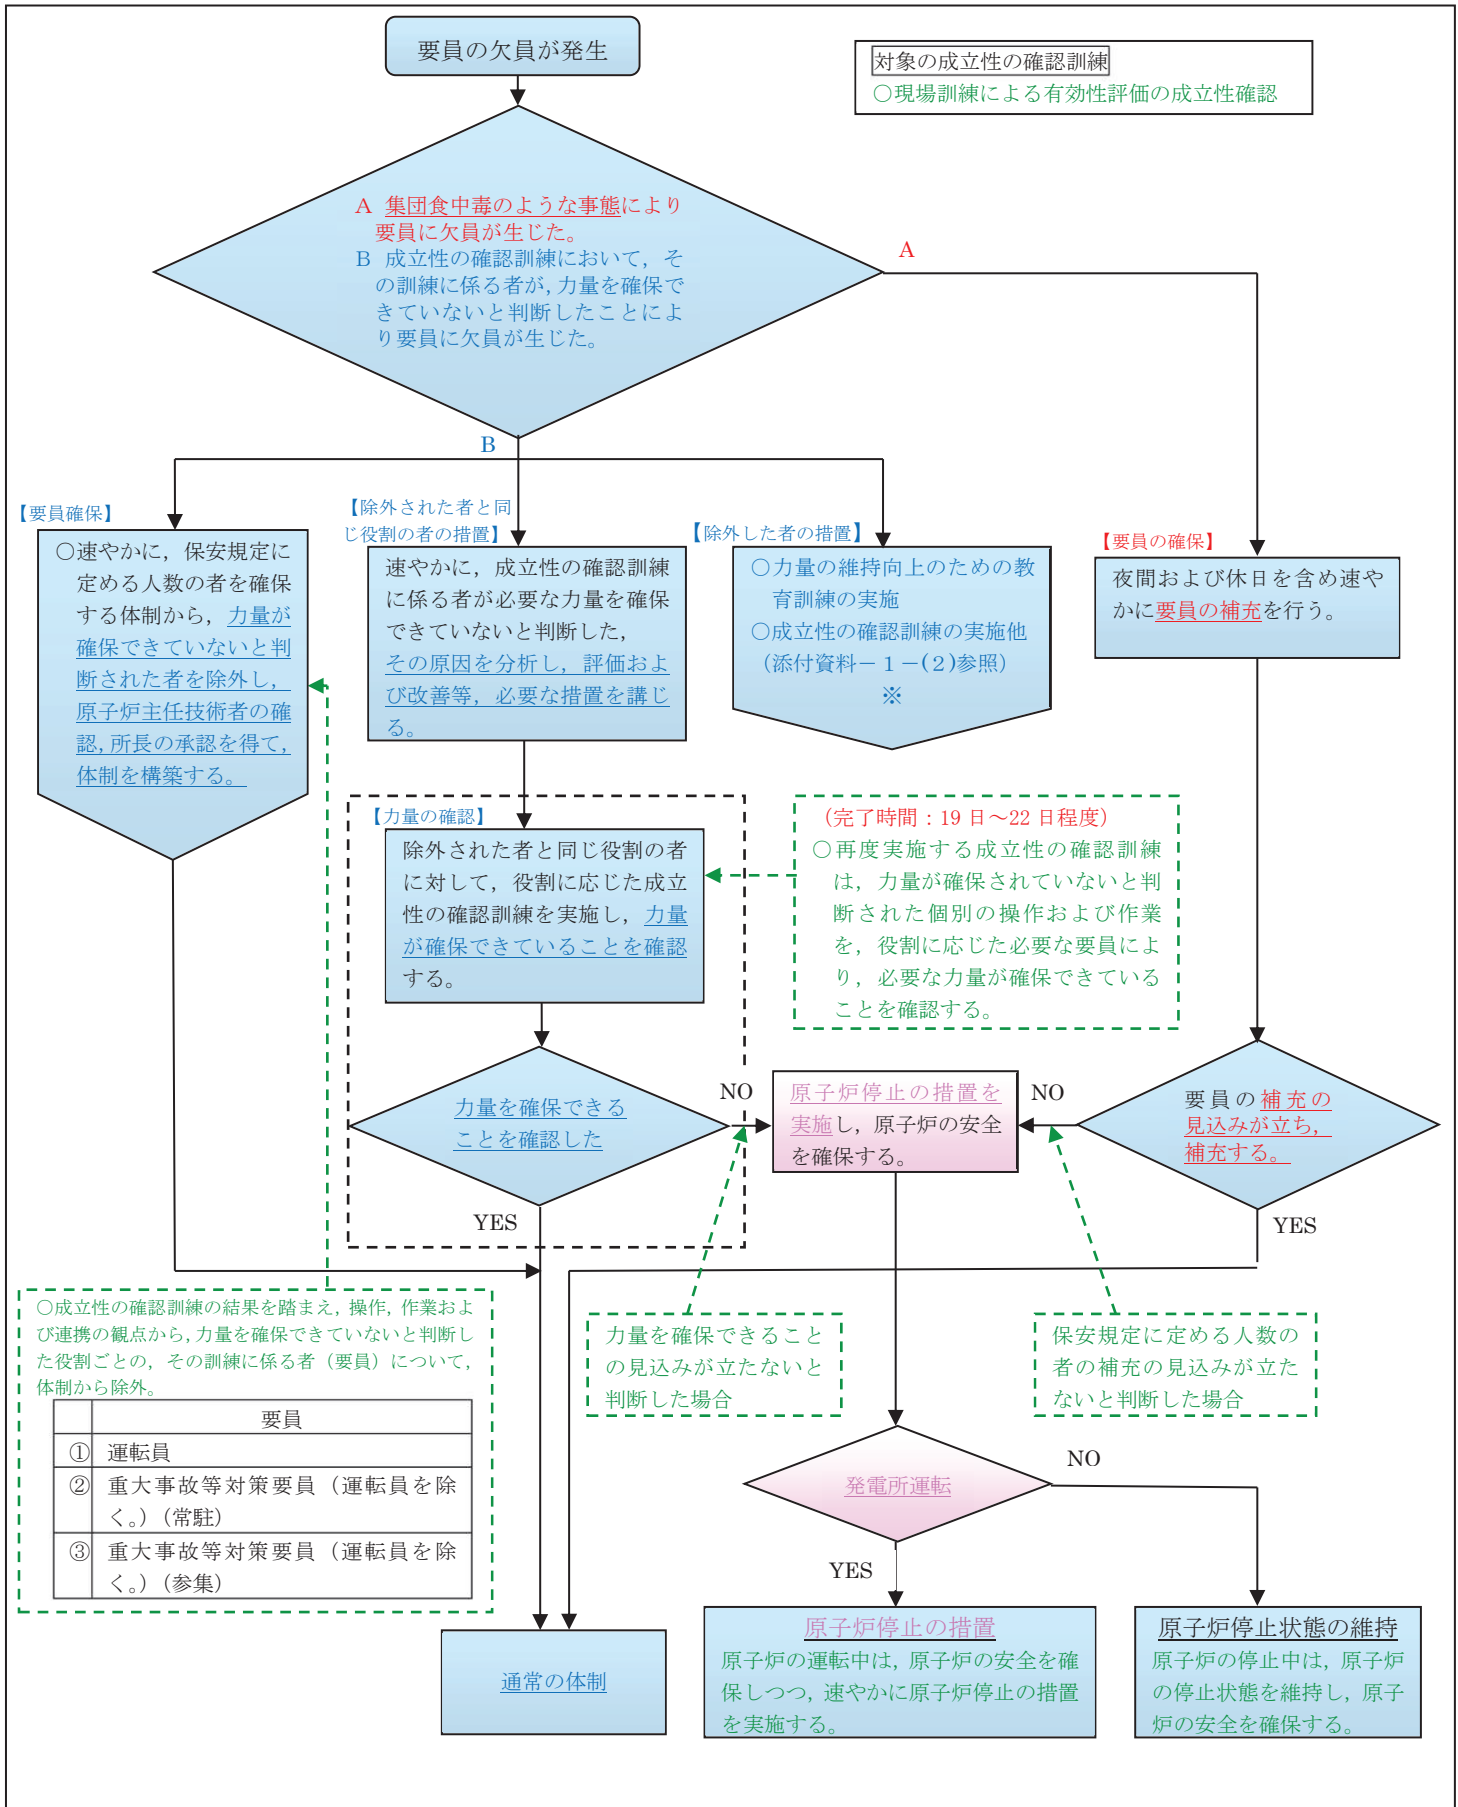 要員の欠員が発生
対象の成立性の確認訓練
○現場訓練による有効性評価の成立性確認
A 集団食中毒のような事態により
要員に欠員が生じた。
B 成立性の確認訓練において，そ
の訓練に係る者が，力量を確保で
きていないと判断したことによ
り要員に欠員が生じた。
A
B
【要員確保】
○速やかに，保安規定に
定める人数の者を確保
する体制から，力量が
確保できていないと判
断された者を除外し，
原子炉主任技術者の確
認，所長の承認を得て，
体制を構築する。
【除外された者と同
じ役割の者の措置】
速やかに，成立性の確認訓練
に係る者が必要な力量を確保
できていないと判断した，
その原因を分析し，評価およ
び改善等，必要な措置を講じ
る。
【除外した者の措置】
○力量の維持向上のための教
育訓練の実施
○成立性の確認訓練の実施他
（添付資料－１－(2)参照）
※
【要員の確保】
夜間および休日を含め速や
かに要員の補充を行う。
【力量の確認】
除外された者と同じ役割の者
に対して，役割に応じた成立
性の確認訓練を実施し，力量
が確保できていることを確認
する。
（完了時間：19 日～22 日程度）
○再度実施する成立性の確認訓練
は，力量が確保されていないと判
断された個別の操作および作業
を，役割に応じた必要な要員によ
り，必要な力量が確保できている
ことを確認する。
力量を確保できる
ことを確認した
NO
YES
原子炉停止の措置を
実施し，原子炉の安全
を確保する。
NO
要員の補充の
見込みが立ち，
補充する。
YES
○成立性の確認訓練の結果を踏まえ，操作，作業およ
び連携の観点から，力量を確保できていないと判断し
た役割ごとの，その訓練に係る者（要員）について，
体制から除外。
要員
① 運転員
② 重大事故等対策要員（運転員を除
く。）（常駐）
③ 重大事故等対策要員（運転員を除
く。）（参集）
力量を確保できること
の見込みが立たないと
判断した場合
保安規定に定める人数の
者の補充の見込みが立た
ないと判断した場合
発電所運転
NO
YES
通常の体制
原子炉停止の措置
原子炉の運転中は，原子炉の安全を確
保しつつ，速やかに原子炉停止の措置
を実施する。
原子炉停止状態の維持
原子炉の停止中は，原子炉
の停止状態を維持し，原子
炉の安全を確保する。